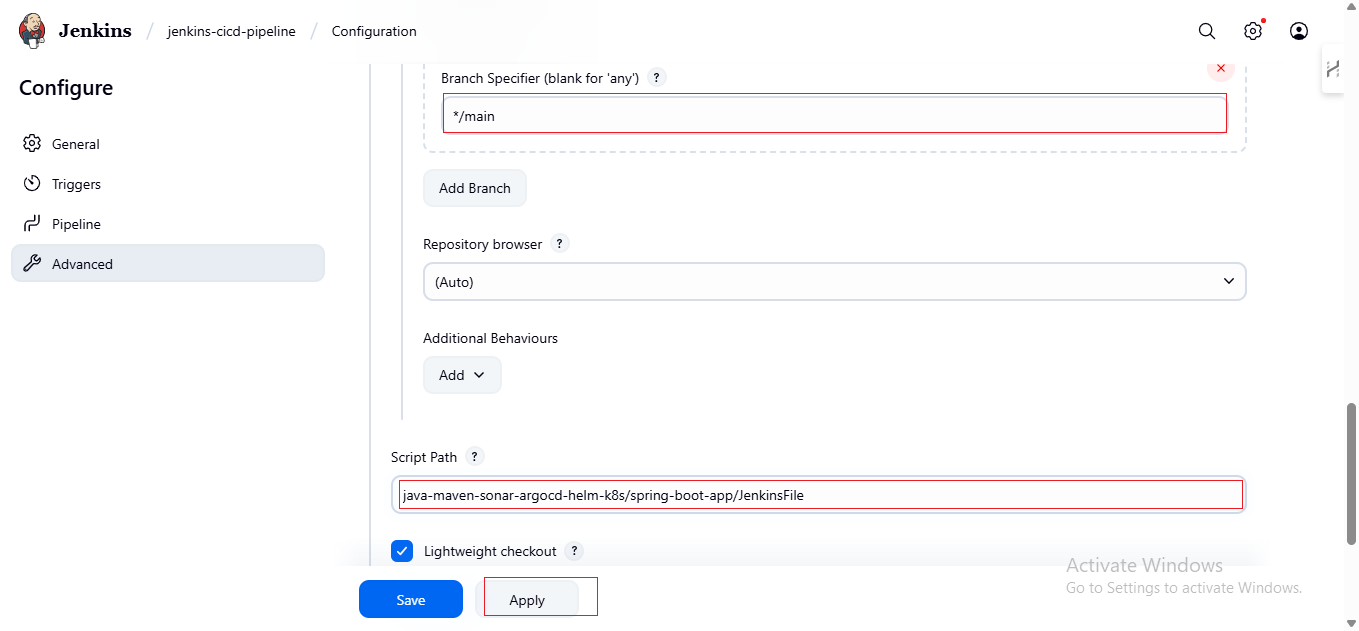 Jenkins / jenkins-cicd-pipeline / Configuration
Configure
General
Triggers
Pipeline
Advanced
Branch Specifier (blank for 'any') ?
*/main
Add Branch
Repository browser ?
(Auto)
Additional Behaviours
Add
Script Path ?
java-maven-sonar-argocd-helm-k8s/spring-boot-app/JenkinsFile
Lightweight checkout ?
Save
Apply
Activate Windows
Go to Settings to activate Windows.